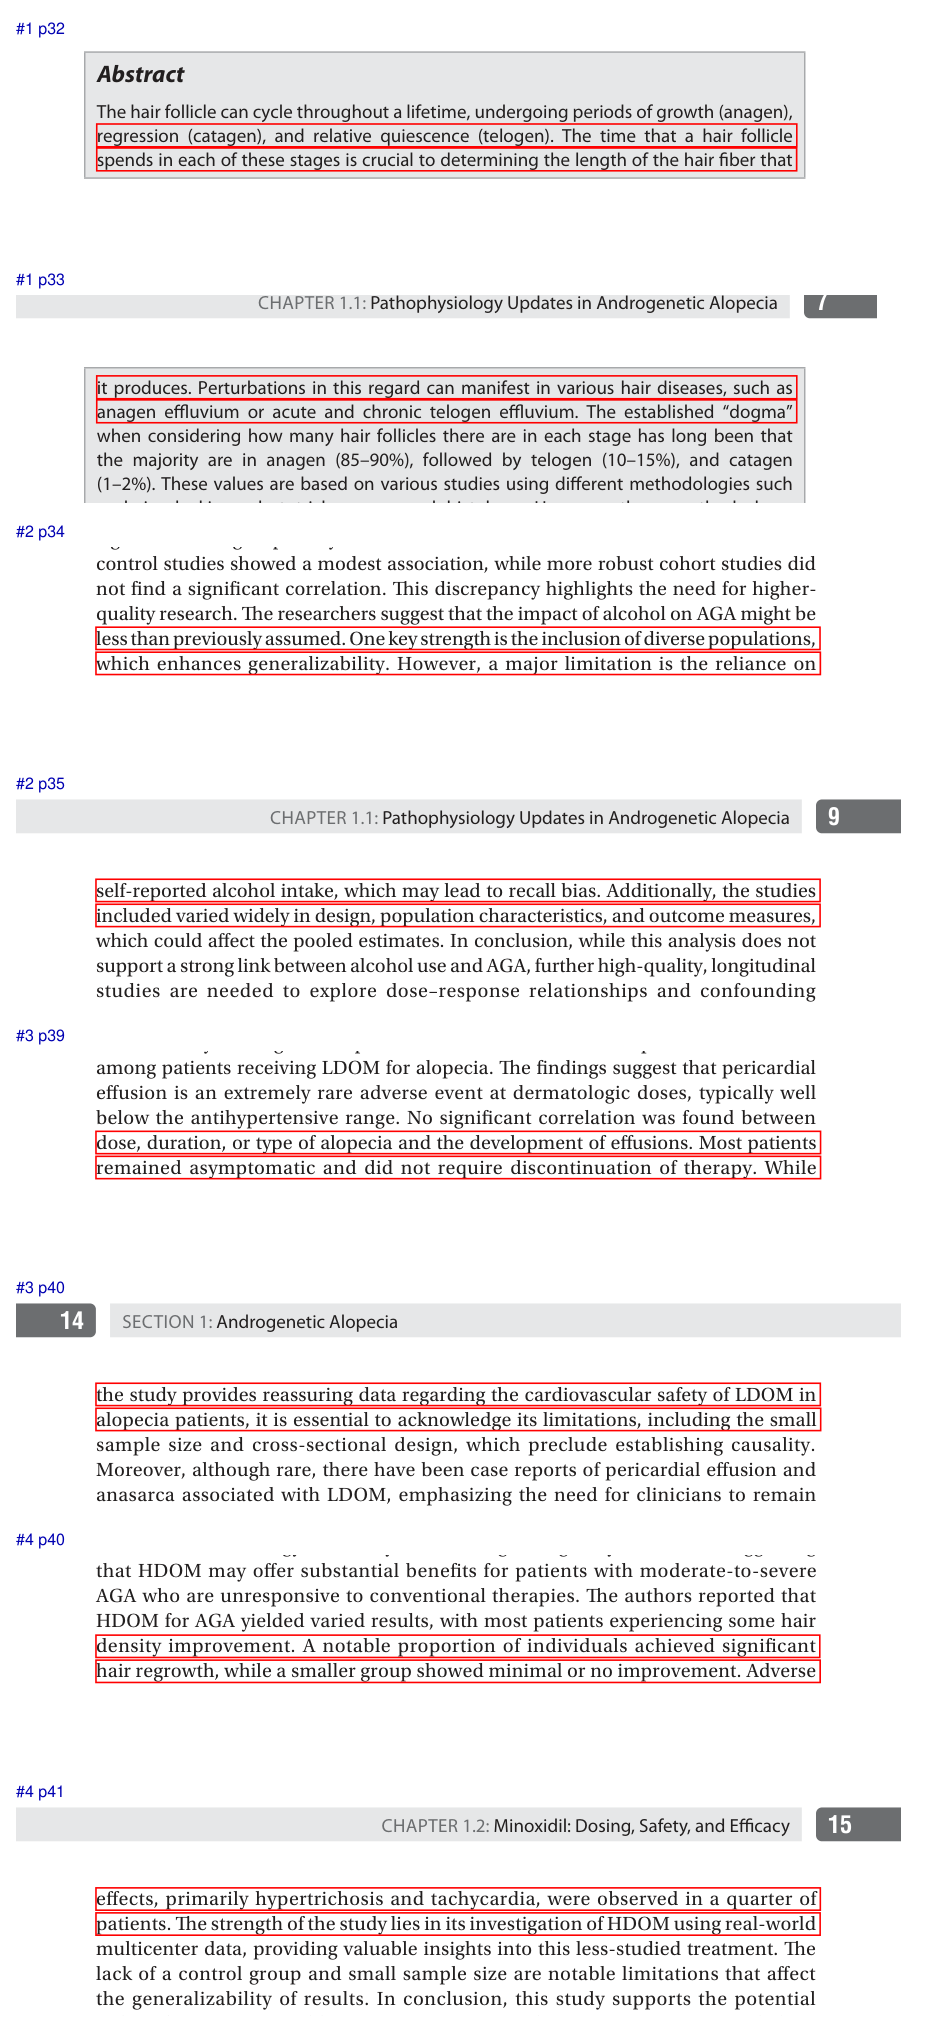 #1 p32
Abstract
The hair follicle can cycle throughout a lifetime, undergoing periods of growth (anagen),
regression (catagen), and relative quiescence (telogen). The time that a hair follicle
spends in each of these stages is crucial to determining the length of the hair fiber that
#1 p33
CHAPTER 1.1: Pathophysiology Updates in Androgenetic Alopecia 7
it produces. Perturbations in this regard can manifest in various hair diseases, such as
anagen effluvium or acute and chronic telogen effluvium. The established “dogma”
when considering how many hair follicles there are in each stage has long been that
the majority are in anagen (85–90%), followed by telogen (10–15%), and catagen
(1–2%). These values are based on various studies using different methodologies such
#2 p34
control studies showed a modest association, while more robust cohort studies did
not find a significant correlation. This discrepancy highlights the need for higher-
quality research. The researchers suggest that the impact of alcohol on AGA might be
less than previously assumed. One key strength is the inclusion of diverse populations,
which enhances generalizability. However, a major limitation is the reliance on
#2 p35
CHAPTER 1.1: Pathophysiology Updates in Androgenetic Alopecia 9
self-reported alcohol intake, which may lead to recall bias. Additionally, the studies
included varied widely in design, population characteristics, and outcome measures,
which could affect the pooled estimates. In conclusion, while this analysis does not
support a strong link between alcohol use and AGA, further high-quality, longitudinal
studies are needed to explore dose–response relationships and confounding
#3 p39
among patients receiving LDOM for alopecia. The findings suggest that pericardial
effusion is an extremely rare adverse event at dermatologic doses, typically well
below the antihypertensive range. No significant correlation was found between
dose, duration, or type of alopecia and the development of effusions. Most patients
remained asymptomatic and did not require discontinuation of therapy. While
#3 p40
14 SECTION 1: Androgenetic Alopecia
the study provides reassuring data regarding the cardiovascular safety of LDOM in
alopecia patients, it is essential to acknowledge its limitations, including the small
sample size and cross-sectional design, which preclude establishing causality.
Moreover, although rare, there have been case reports of pericardial effusion and
anasarca associated with LDOM, emphasizing the need for clinicians to remain
#4 p40
that HDOM may offer substantial benefits for patients with moderate-to-severe
AGA who are unresponsive to conventional therapies. The authors reported that
HDOM for AGA yielded varied results, with most patients experiencing some hair
density improvement. A notable proportion of individuals achieved significant
hair regrowth, while a smaller group showed minimal or no improvement. Adverse
#4 p41
CHAPTER 1.2: Minoxidil: Dosing, Safety, and Efficacy 15
effects, primarily hypertrichosis and tachycardia, were observed in a quarter of
patients. The strength of the study lies in its investigation of HDOM using real-world
multicenter data, providing valuable insights into this less-studied treatment. The
lack of a control group and small sample size are notable limitations that affect
the generalizability of results. In conclusion, this study supports the potential